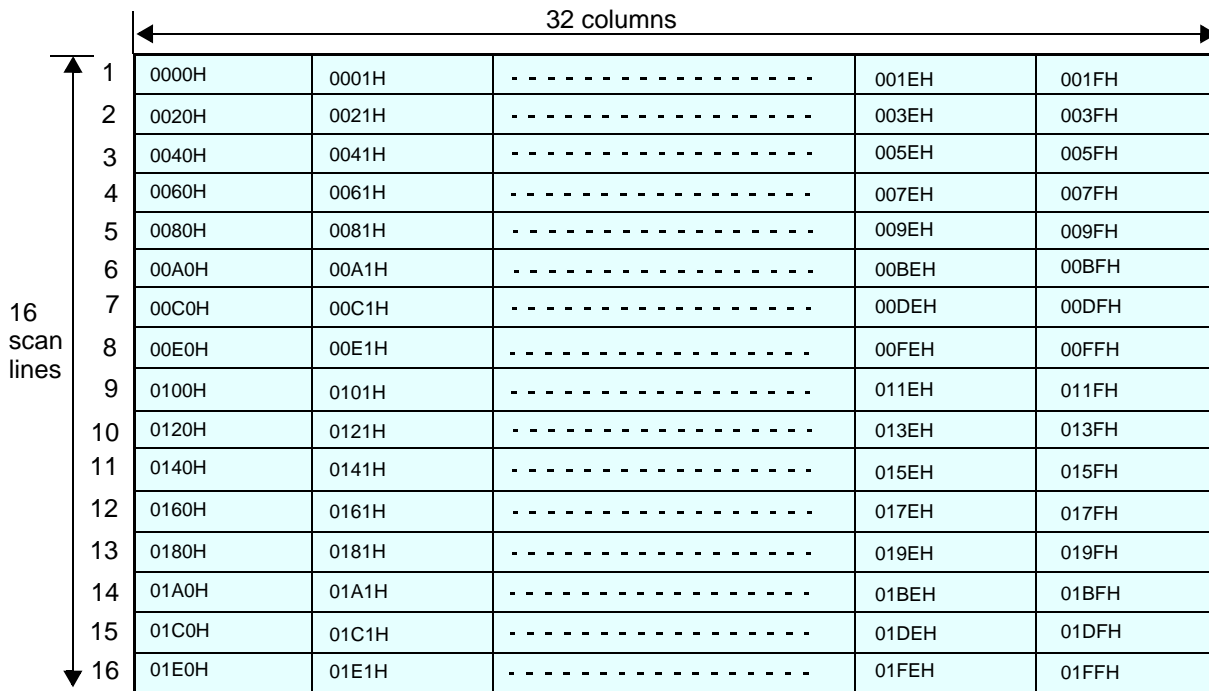 32 columns
1 0000H 0001H 001EH 001FH
2 0020H 0021H 003EH 003FH
3 0040H 0041H 005EH 005FH
4 0060H 0061H 007EH 007FH
5 0080H 0081H 009EH 009FH
6 00A0H 00A1H 00BEH 00BFH
7 00C0H 00C1H 00DEH 00DFH
8 00E0H 00E1H 00FEH 00FFH
9 0100H 0101H 011EH 011FH
10 0120H 0121H 013EH 013FH
11 0140H 0141H 015EH 015FH
12 0160H 0161H 017EH 017FH
13 0180H 0181H 019EH 019FH
14 01A0H 01A1H 01BEH 01BFH
15 01C0H 01C1H 01DEH 01DFH
16 01E0H 01E1H 01FEH 01FFH
16
scan
lines